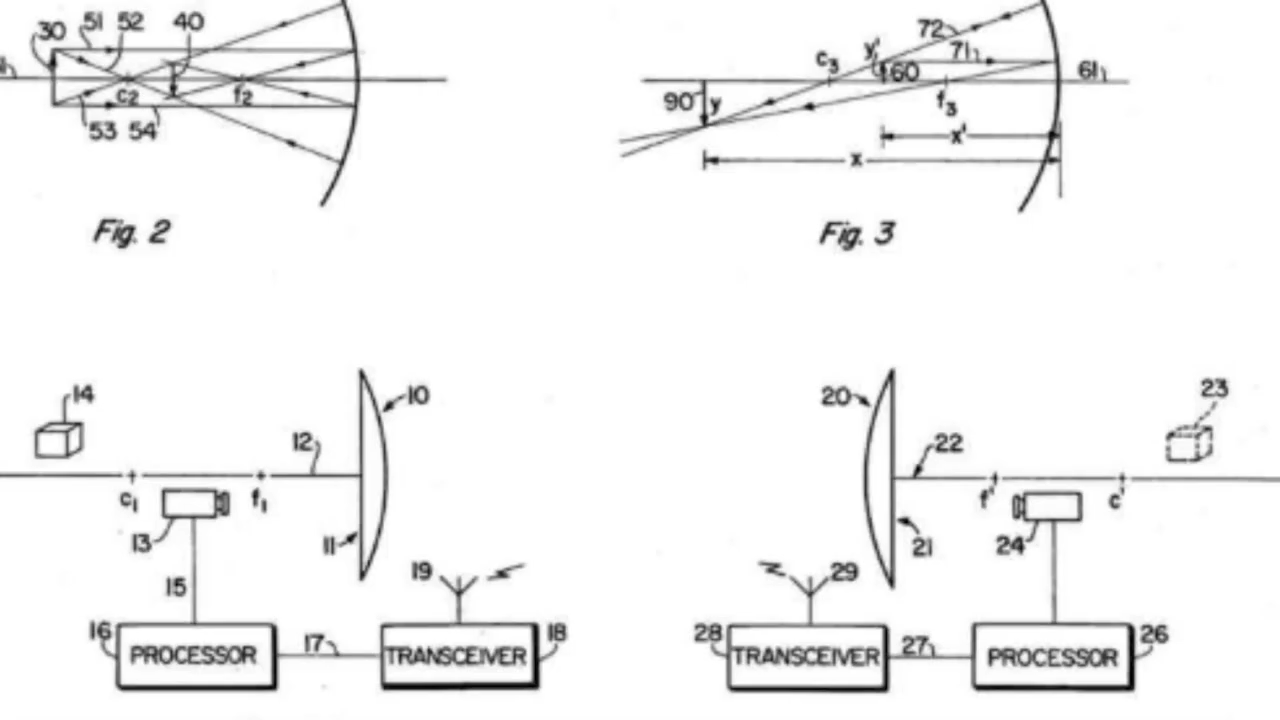 30 51 52 40
c2 f2
53 54
Fig. 2
72
c3 y' 71
60 61
90 y f3
x'
x
Fig. 3
14 10
12
c1 f1
13 11
15 19
16 PROCESSOR 17 TRANSCEIVER 18
20 23
22
f' c'
24 21
29
28 TRANSCEIVER 27 PROCESSOR 26